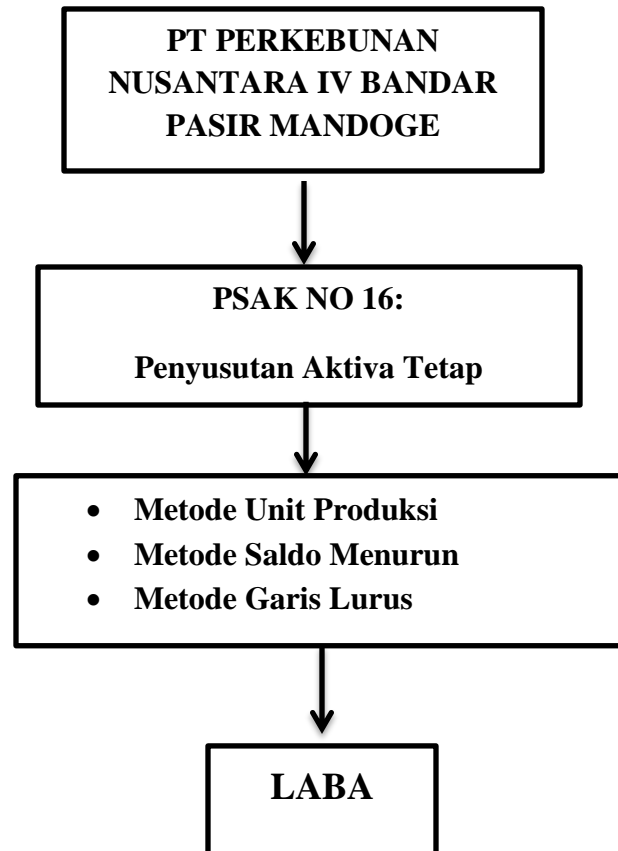 PT PERKEBUNAN
NUSANTARA IV BANDAR
PASIR MANDOGE
PSAK NO 16:
Penyusutan Aktiva Tetap
• Metode Unit Produksi
• Metode Saldo Menurun
• Metode Garis Lurus
LABA